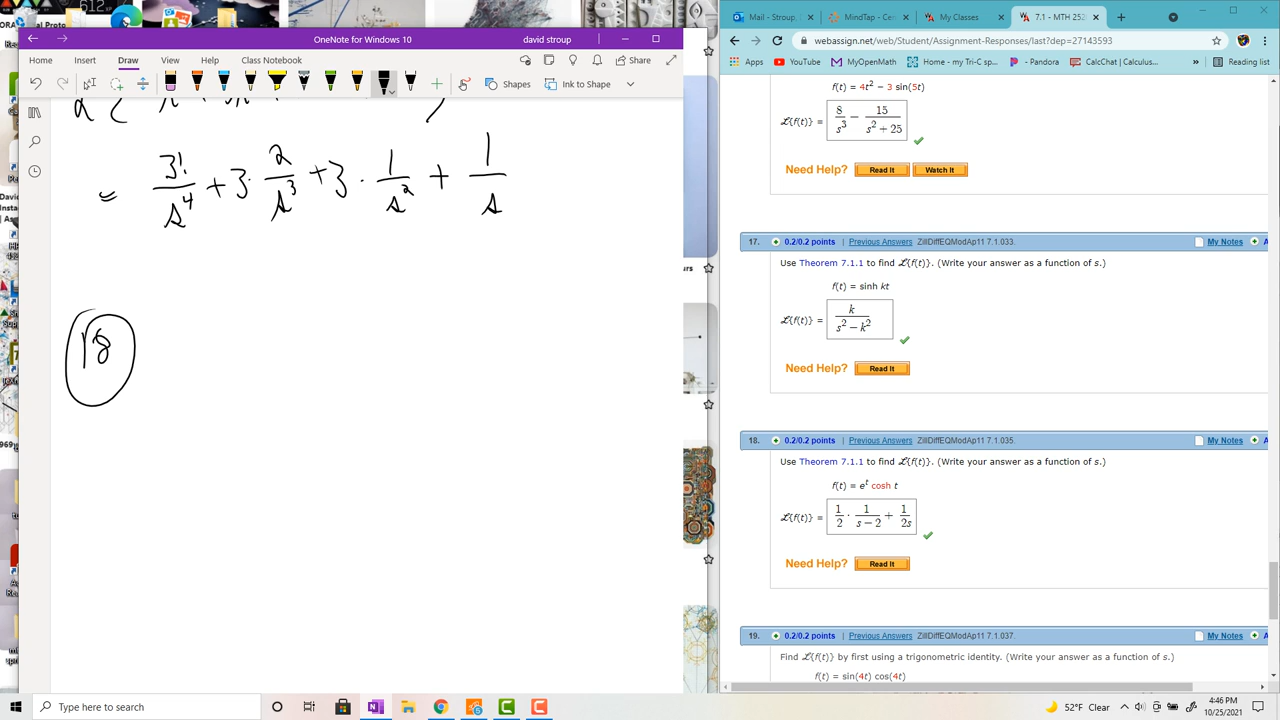 Mail - Stroup,
MindTap - Cen
My Classes
7.1 - MTH 253
OneNote for Windows 10
david stroup
webassign.net/web/Student/Assignment-Responses/last?dep=27143593
Home Insert Draw View Help Class Notebook
Share
Apps YouTube MyMathLab Home - my Tri-C sp... Pandora CALCChat | Calculus... Reading list
Shapes Ink to Shape
f(t) = 4t² − 3 sin(5t)
ℒ{f(t)} = 8/s³ − 15/(s² + 25)
Need Help? Read It Watch It
= 3!/s⁴ + 3 · 2/s³ + 3 · 1/s² + 1/s
17. 0.2/0.2 points | Previous Answers ZillDiffEQModAp11 7.1.033. My Notes
Use Theorem 7.1.1 to find ℒ{f(t)}. (Write your answer as a function of s.)
f(t) = sinh kt
ℒ{f(t)} = k/(s² − k²)
Need Help? Read It
18
18. 0.2/0.2 points | Previous Answers ZillDiffEQModAp11 7.1.035. My Notes
Use Theorem 7.1.1 to find ℒ{f(t)}. (Write your answer as a function of s.)
f(t) = eᵗ cosh t
ℒ{f(t)} = 1/2 · 1/(s − 2) + 1/2s
Need Help? Read It
19. 0.2/0.2 points | Previous Answers ZillDiffEQModAp11 7.1.037. My Notes
Find ℒ{f(t)} by first using a trigonometric identity. (Write your answer as a function of s.)
f(t) = sin(4t) cos(4t)
Type here to search
52°F Clear
4:46 PM
10/25/2021